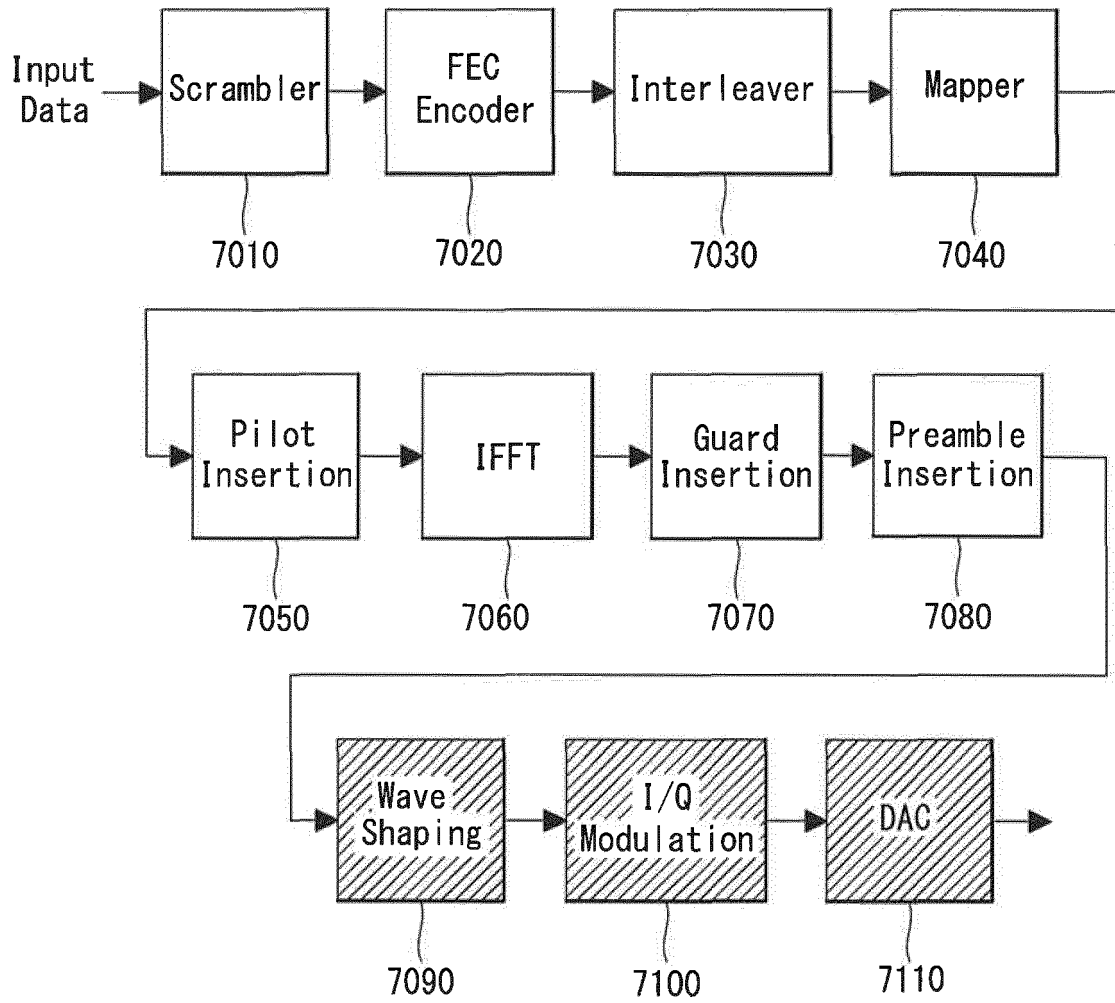 Input
Data
Scrambler
FEC
Encoder
Interleaver
Mapper
7010
7020
7030
7040
Pilot
Insertion
IFFT
Guard
Insertion
Preamble
Insertion
7050
7060
7070
7080
Wave
Shaping
I/Q
Modulation
DAC
7090
7100
7110